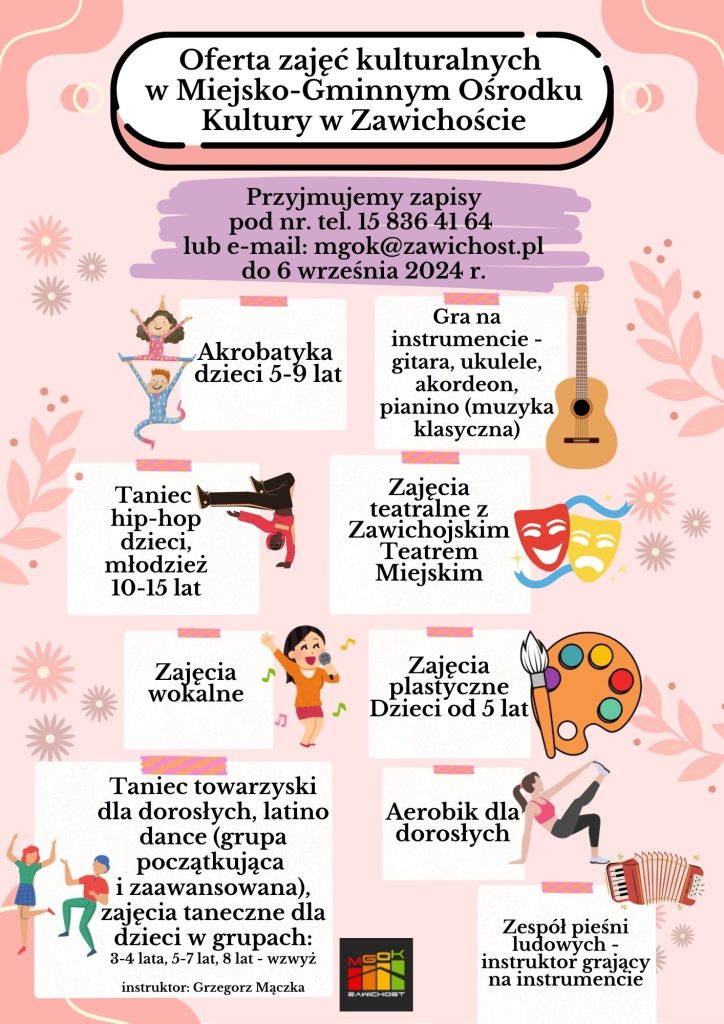 Oferta zajęć kulturalnych
w Miejsko-Gminnym Ośrodku
Kultury w Zawichoście
Przyjmujemy zapisy
pod nr. tel. 15 836 41 64
lub e-mail: mgok@zawichost.pl
do 6 września 2024 r.
Akrobatyka
dzieci 5-9 lat
Gra na
instrumencie -
gitara, ukulele,
akordeon,
pianino (muzyka
klasyczna)
Taniec
hip-hop
dzieci,
młodzież
10-15 lat
Zajęcia
teatralne z
Zawichojskim
Teatrem
Miejskim
Zajęcia
wokalne
Zajęcia
plastyczne
Dzieci od 5 lat
Taniec towarzyski
dla dorosłych, latino
dance (grupa
początkująca
i zaawansowana),
zajęcia taneczne dla
dzieci w grupach:
3-4 lata, 5-7 lat, 8 lat - wzwyż
instruktor: Grzegorz Mączka
Aerobik dla
dorosłych
Zespół pieśni
ludowych -
instruktor grający
na instrumencie
MGOK
ZAWICHOST